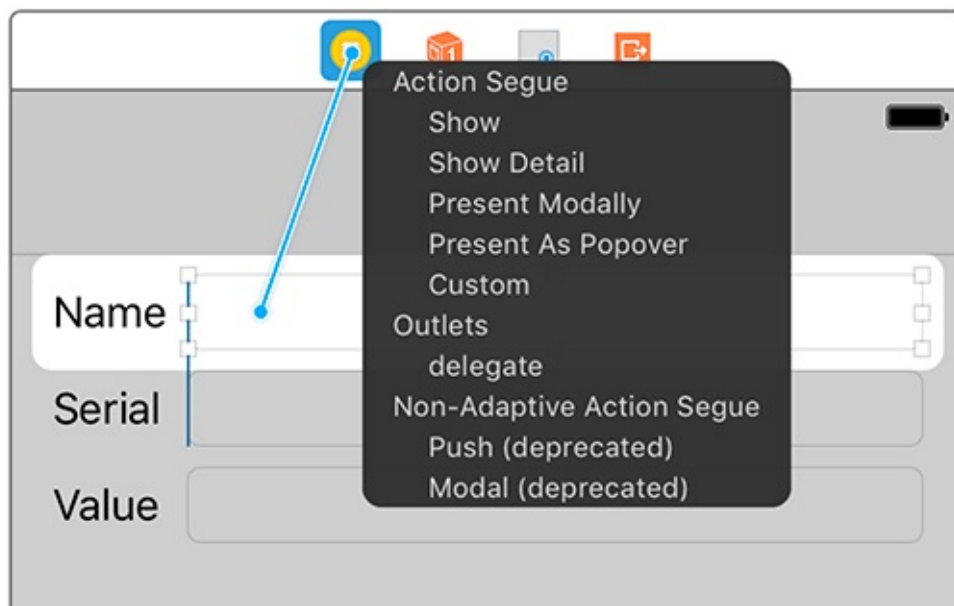 Action Segue
Show
Show Detail
Present Modally
Present As Popover
Custom
Outlets
delegate
Non-Adaptive Action Segue
Push (deprecated)
Modal (deprecated)
Name
Serial
Value